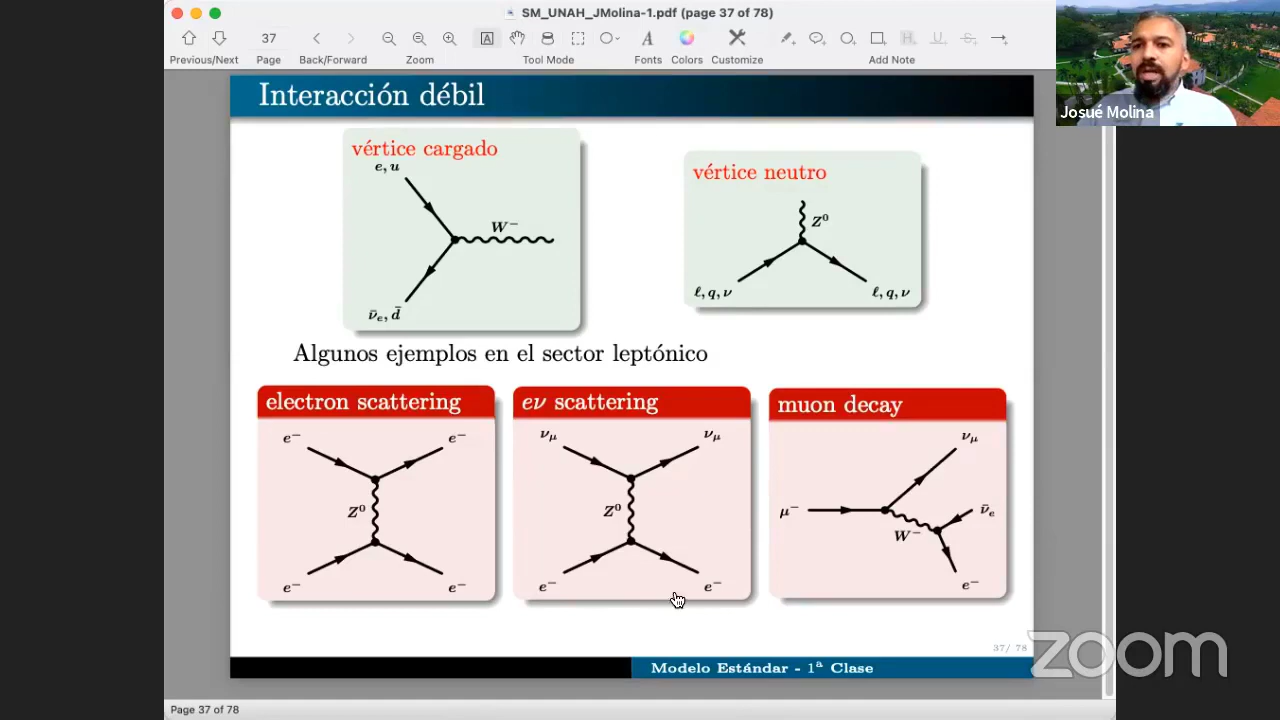 SM_UNAH_JMolina-1.pdf (page 37 of 78)
37
A
A
H
U
S
Previous/Next Page Back/Forward Zoom Tool Mode Fonts Colors Customize Add Note
Josué Molina
Interacción débil
vértice cargado
e, u
W⁻
ν̄ₑ, d̄
vértice neutro
Z⁰
ℓ, q, ν
ℓ, q, ν
Algunos ejemplos en el sector leptónico
electron scattering
e⁻ e⁻
Z⁰
e⁻ e⁻
eν scattering
ν_μ ν_μ
Z⁰
e⁻ e⁻
muon decay
ν_μ
μ⁻
ν̄ₑ
W⁻
e⁻
37/ 78
Modelo Estándar - 1ª Clase
zoom
Page 37 of 78